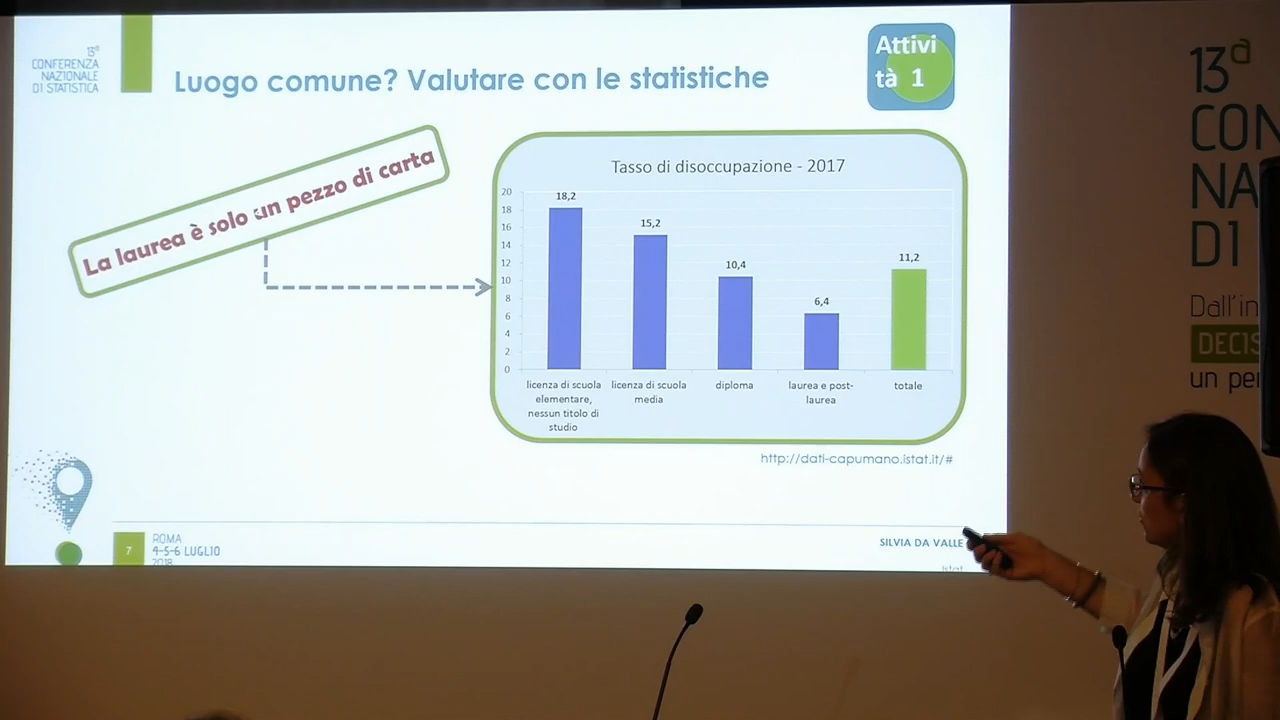 13ª
CONFERENZA
NAZIONALE
DI STATISTICA
Luogo comune? Valutare con le statistiche
Attivi
tà 1
La laurea è solo un pezzo di carta
Tasso di disoccupazione - 2017
20
18
16
14
12
10
8
6
4
2
0
18,2
15,2
10,4
6,4
11,2
licenza di scuola
elementare,
nessun titolo di
studio
licenza di scuola
media
diploma
laurea e post-
laurea
totale
http://dati-capumano.istat.it/#
7
ROMA
4-5-6 LUGLIO
2018
SILVIA DA VALLE
Istat
13ª
CON
NA
DI
Dall'in
DECIS
un per